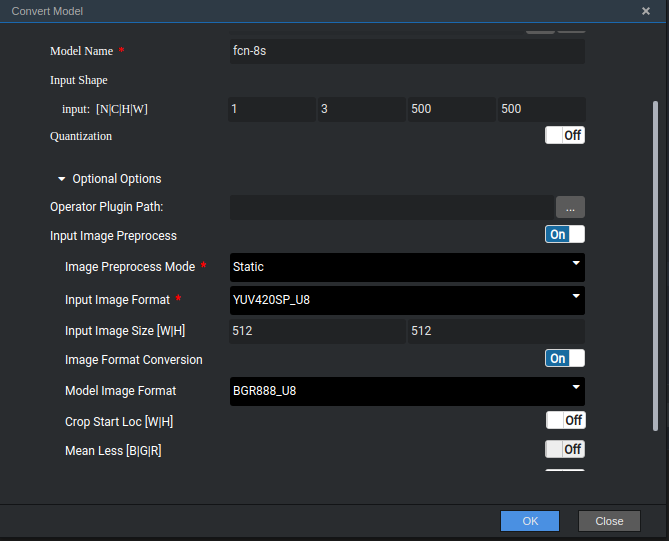 Convert Model ×
Model Name * fcn-8s
Input Shape
input: [N|C|H|W] 1 3 500 500
Quantization Off
Optional Options
Operator Plugin Path: ...
Input Image Preprocess On
Image Preprocess Mode * Static
Input Image Format * YUV420SP_U8
Input Image Size [W|H] 512 512
Image Format Conversion On
Model Image Format BGR888_U8
Crop Start Loc [W|H] Off
Mean Less [B|G|R] Off
OK Close